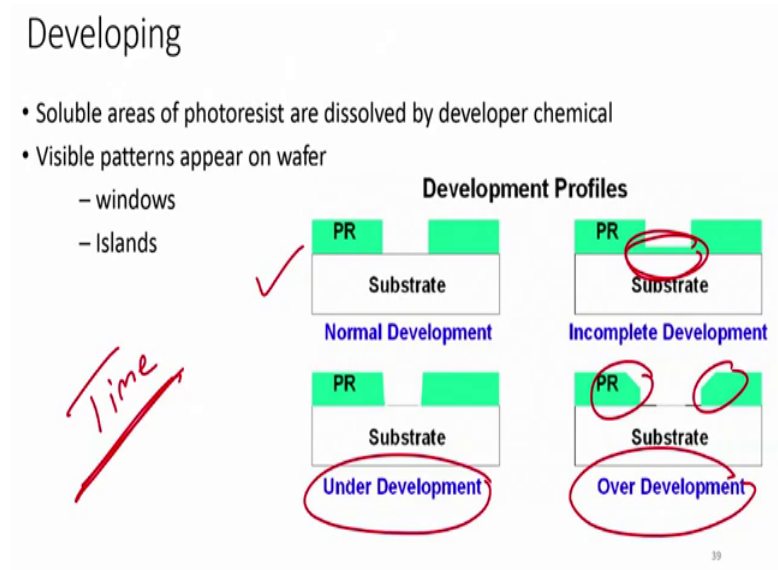 Developing
• Soluble areas of photoresist are dissolved by developer chemical
• Visible patterns appear on wafer
– windows
– Islands
Development Profiles
PR
Substrate
Normal Development
PR
Substrate
Incomplete Development
PR
Substrate
Under Development
PR
Substrate
Over Development
Time
39